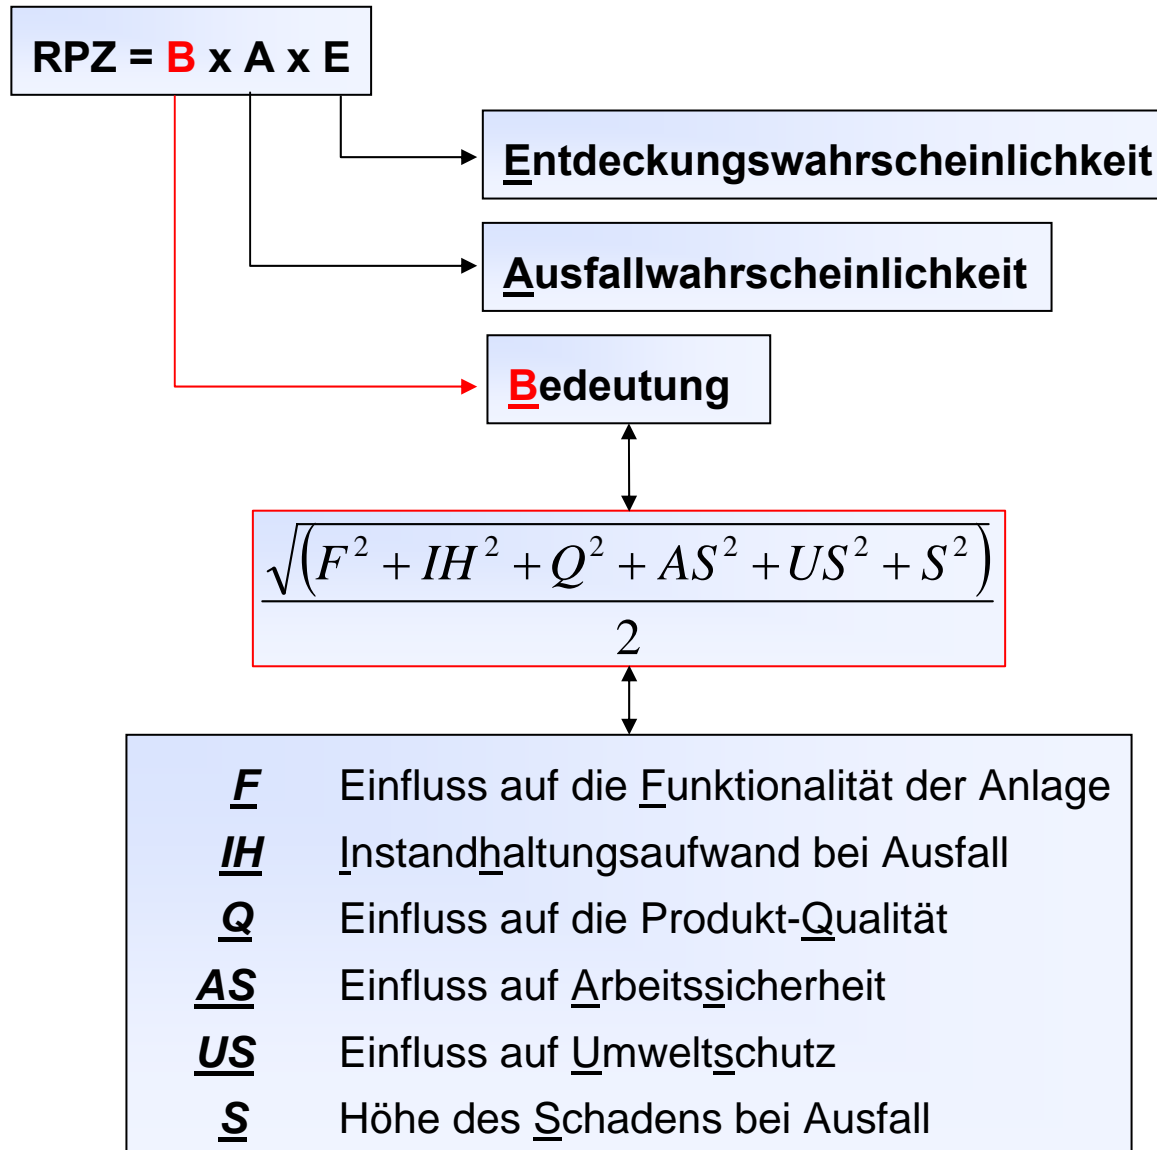 RPZ = B x A x E
Entdeckungswahrscheinlichkeit
Ausfallwahrscheinlichkeit
Bedeutung
√(F² + IH² + Q² + AS² + US² + S²)
2
F Einfluss auf die Funktionalität der Anlage
IH Instandhaltungsaufwand bei Ausfall
Q Einfluss auf die Produkt-Qualität
AS Einfluss auf Arbeitssicherheit
US Einfluss auf Umweltschutz
S Höhe des Schadens bei Ausfall